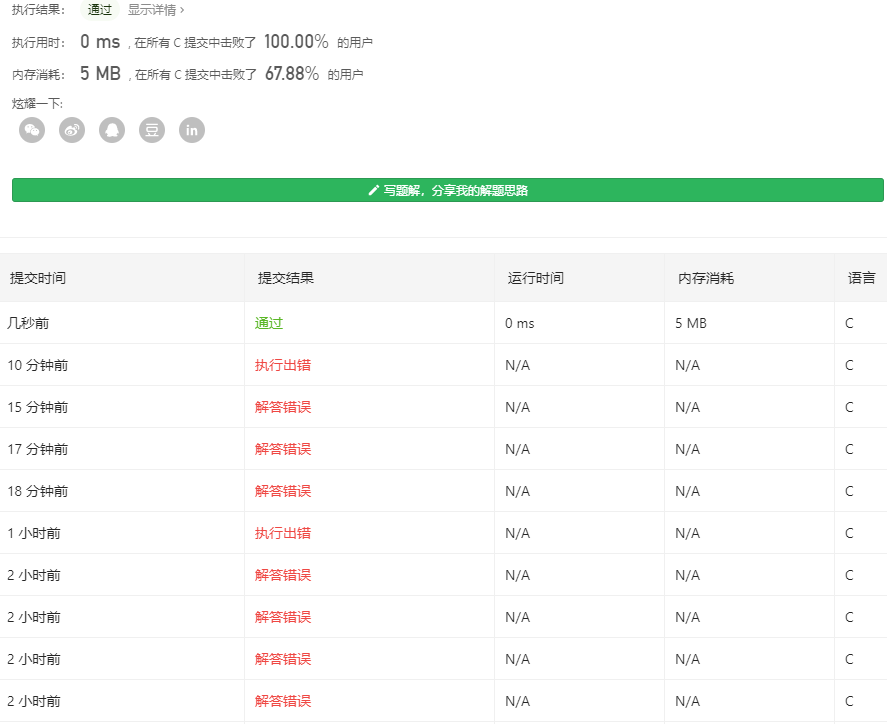 执行结果： 通过 显示详情 ›
执行用时： 0 ms , 在所有 C 提交中击败了 100.00% 的用户
内存消耗： 5 MB , 在所有 C 提交中击败了 67.88% 的用户
炫耀一下:
豆 in
写题解，分享我的解题思路
提交时间 提交结果 运行时间 内存消耗 语言
几秒前 通过 0 ms 5 MB C
10 分钟前 执行出错 N/A N/A C
15 分钟前 解答错误 N/A N/A C
17 分钟前 解答错误 N/A N/A C
18 分钟前 解答错误 N/A N/A C
1 小时前 执行出错 N/A N/A C
2 小时前 解答错误 N/A N/A C
2 小时前 解答错误 N/A N/A C
2 小时前 解答错误 N/A N/A C
2 小时前 解答错误 N/A N/A C